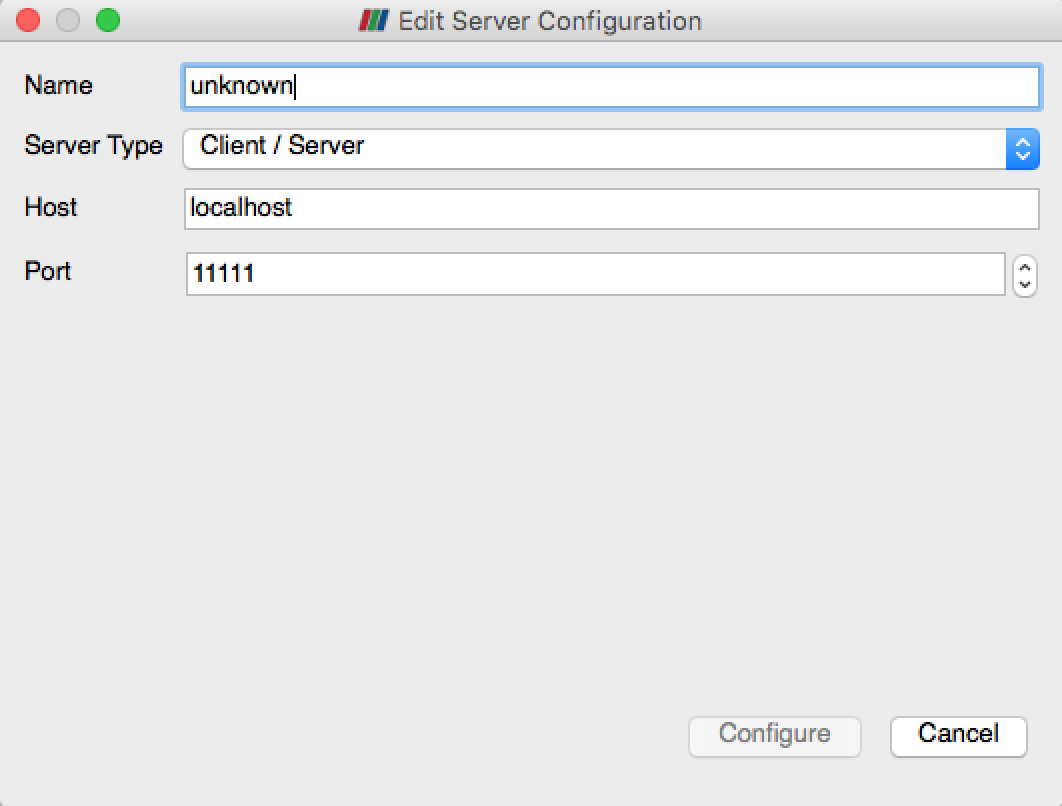 Edit Server Configuration
Name unknown
Server Type Client / Server
Host localhost
Port 11111
Configure Cancel